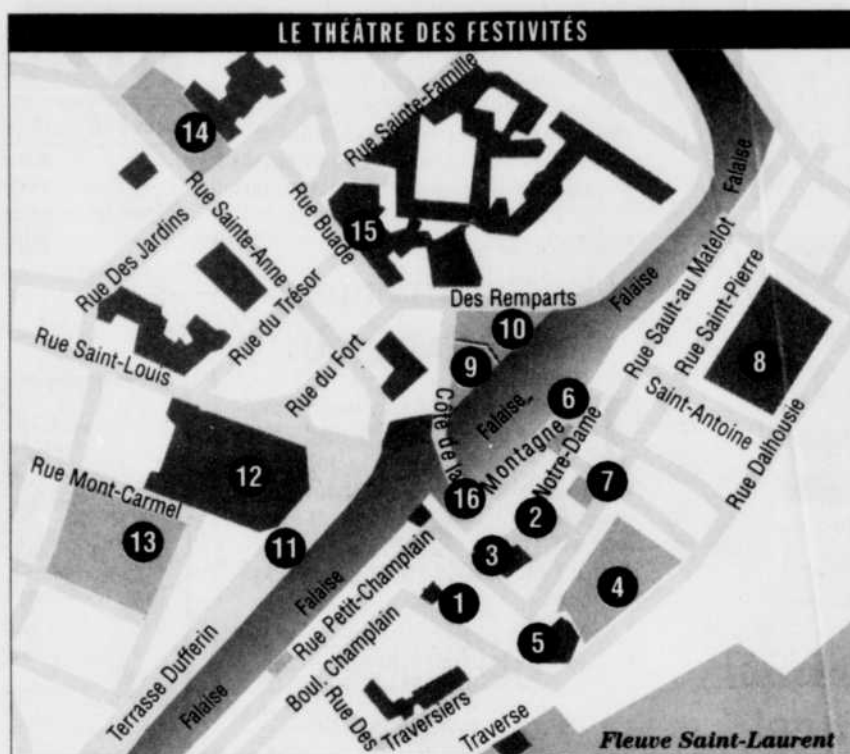 LE THÉÂTRE DES FESTIVITÉS
Rue Sainte-Famille
14
Falaise
Rue Sainte-Anne
Rue Buade
15
Rue Des Jardins
Rue du Trésor
Des Remparts
10
Falaise
Rue Sault-au Matelot
Rue Saint-Pierre
8
Rue Saint-Louis
Rue du Fort
9
Côte de la
Montagne
Falaise
6
Saint-Antoine
Rue Dalhousie
Notre-Dame
7
Rue Mont-Carmel
12
16
2
13
11
3
4
Falaise
Rue Petit-Champlain
1
5
Terrasse Dufferin
Falaise
Boul. Champlain
Rue Des
Traversiers
Traverse
Fleuve Saint-Laurent